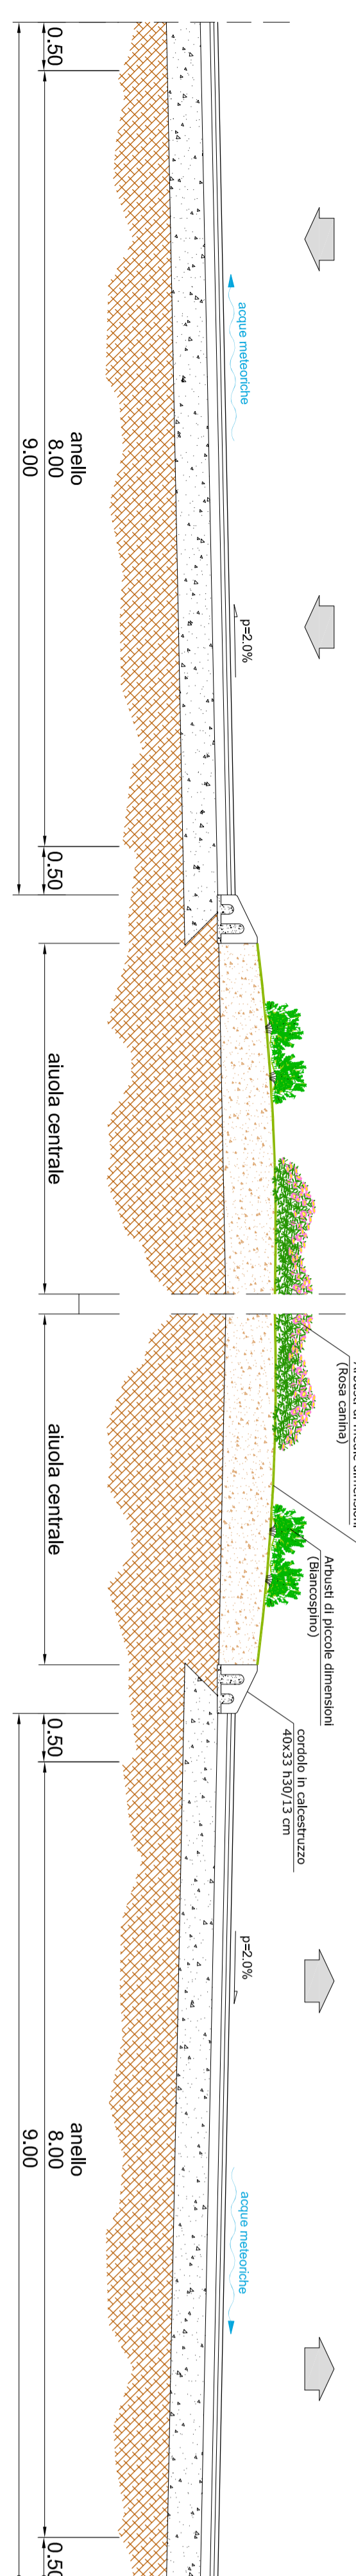 0.50
acque meteoriche
anello
8.00
9.00
p=2.0%
0.50
aiuola centrale
(Rosa canina)
aiuola centrale
Arbusti di piccole dimensioni
(Biancospino)
cordolo in calcestruzzo
40x33 h30/13 cm
0.50
p=2.0%
anello
8.00
9.00
acque meteoriche
0.50